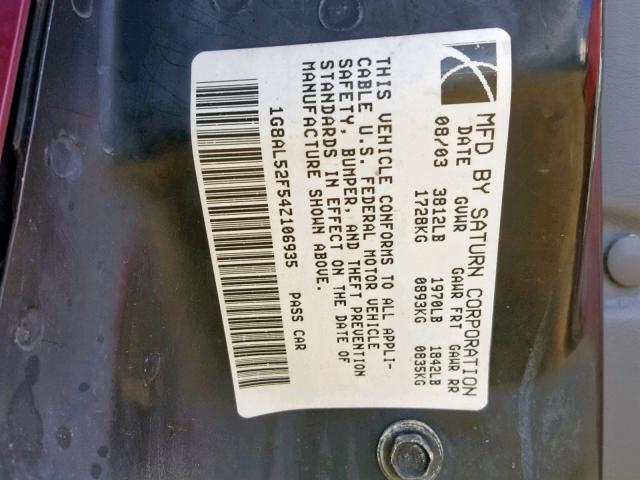 MFD BY SATURN CORPORATION
DATE GVWR GAWR FRT GAWR RR
08/03 3812LB 1970LB 1842LB
1728KG 0893KG 0835KG
THIS VEHICLE CONFORMS TO ALL APPLI-
CABLE U.S. FEDERAL MOTOR VEHICLE
SAFETY, BUMPER, AND THEFT PREVENTION
STANDARDS IN EFFECT ON THE DATE OF
MANUFACTURE SHOWN ABOVE.
1G8AL52F54Z106935 PASS CAR